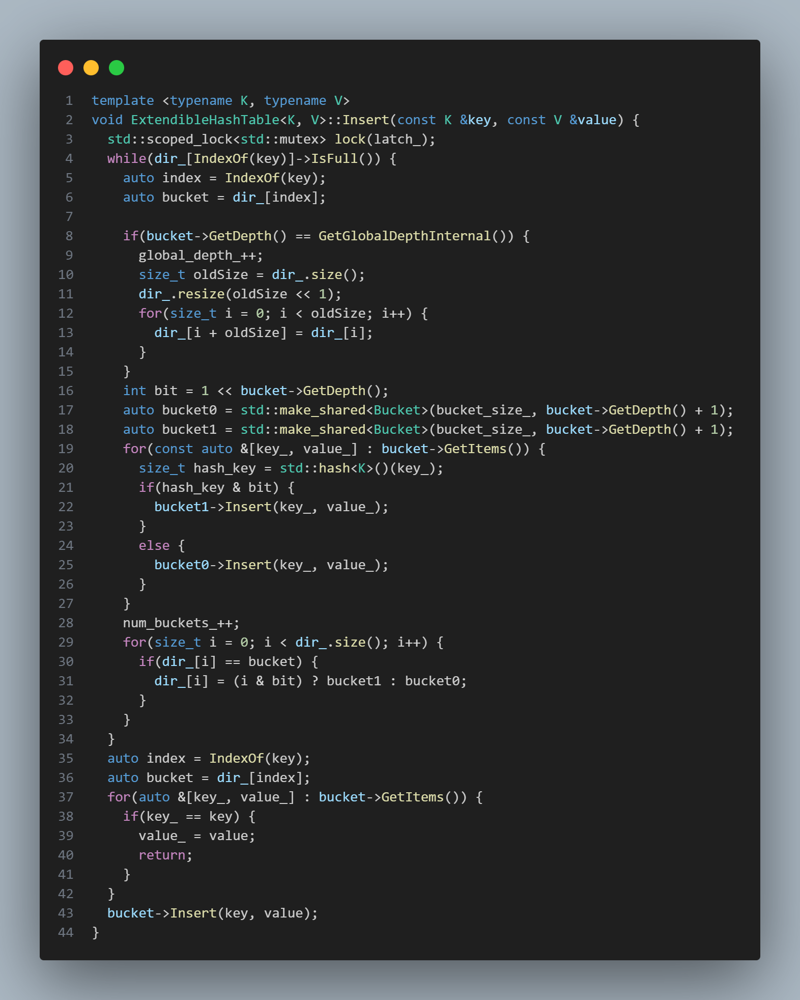 1 template <typename K, typename V>
2 void ExtendibleHashTable<K, V>::Insert(const K &key, const V &value) {
3   std::scoped_lock<std::mutex> lock(latch_);
4   while(dir_[IndexOf(key)]->IsFull()) {
5     auto index = IndexOf(key);
6     auto bucket = dir_[index];
7
8     if(bucket->GetDepth() == GetGlobalDepthInternal()) {
9       global_depth_++;
10       size_t oldSize = dir_.size();
11       dir_.resize(oldSize << 1);
12       for(size_t i = 0; i < oldSize; i++) {
13         dir_[i + oldSize] = dir_[i];
14       }
15     }
16     int bit = 1 << bucket->GetDepth();
17     auto bucket0 = std::make_shared<Bucket>(bucket_size_, bucket->GetDepth() + 1);
18     auto bucket1 = std::make_shared<Bucket>(bucket_size_, bucket->GetDepth() + 1);
19     for(const auto &[key_, value_] : bucket->GetItems()) {
20       size_t hash_key = std::hash<K>()(key_);
21       if(hash_key & bit) {
22         bucket1->Insert(key_, value_);
23       }
24       else {
25         bucket0->Insert(key_, value_);
26       }
27     }
28     num_buckets_++;
29     for(size_t i = 0; i < dir_.size(); i++) {
30       if(dir_[i] == bucket) {
31         dir_[i] = (i & bit) ? bucket1 : bucket0;
32       }
33     }
34   }
35   auto index = IndexOf(key);
36   auto bucket = dir_[index];
37   for(auto &[key_, value_] : bucket->GetItems()) {
38     if(key_ == key) {
39       value_ = value;
40       return;
41     }
42   }
43   bucket->Insert(key, value);
44 }